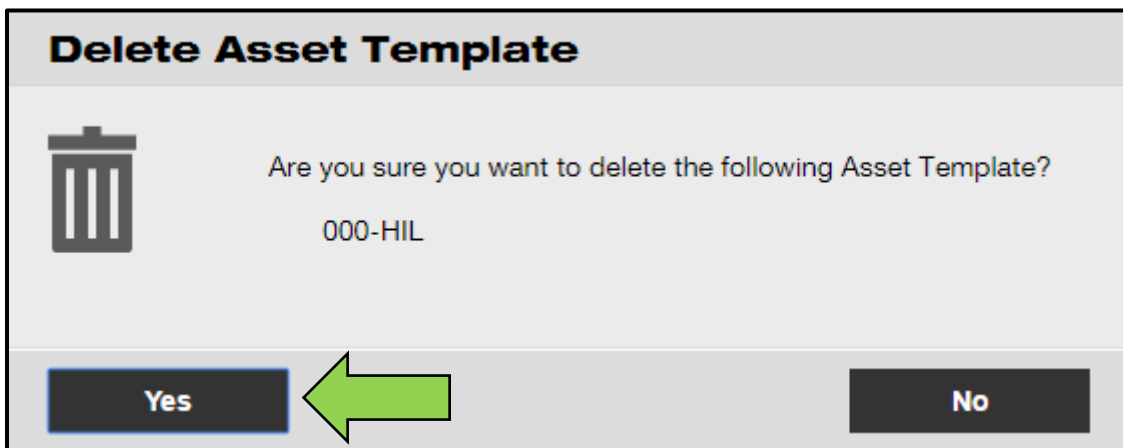 Delete Asset Template
Are you sure you want to delete the following Asset Template?
000-HIL
Yes
No